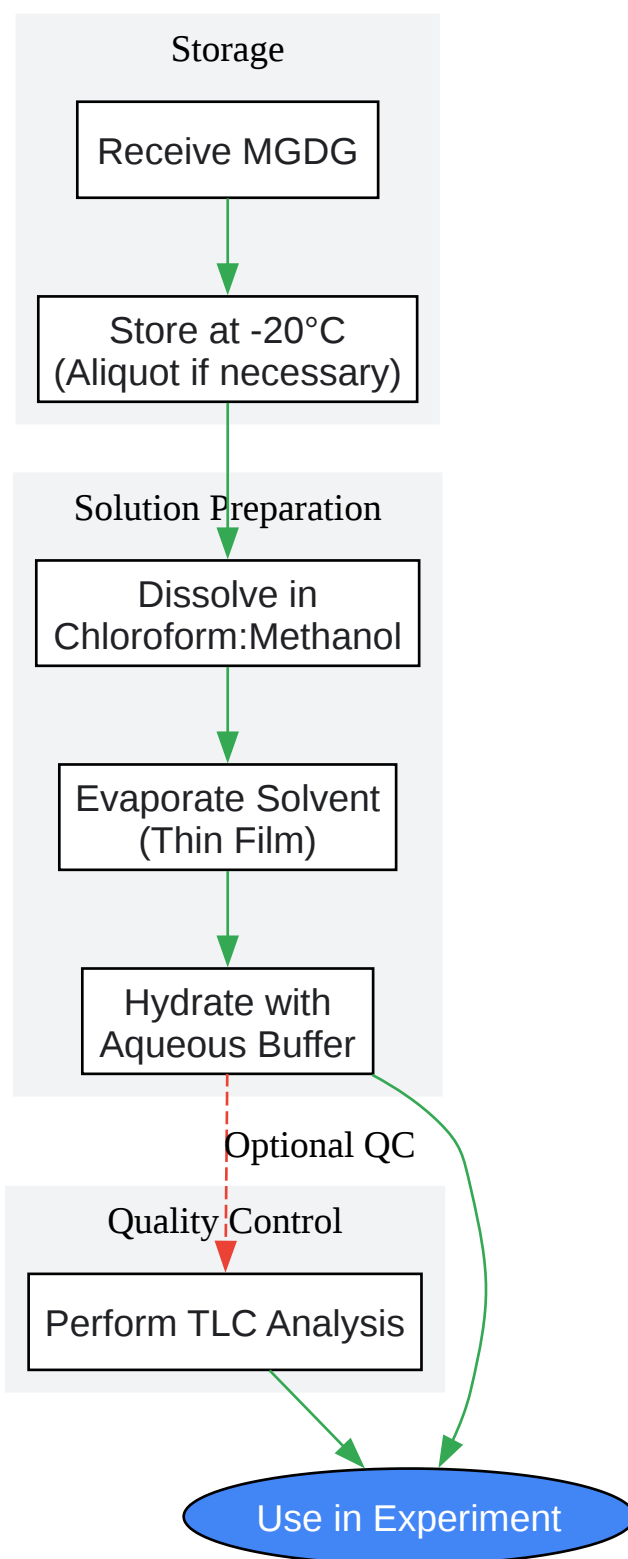 Storage
Receive MGDG
Store at -20°C
(Aliquot if necessary)
Solution Preparation
Dissolve in
Chloroform:Methanol
Evaporate Solvent
(Thin Film)
Hydrate with
Aqueous Buffer
Optional QC
Quality Control
Perform TLC Analysis
Use in Experiment